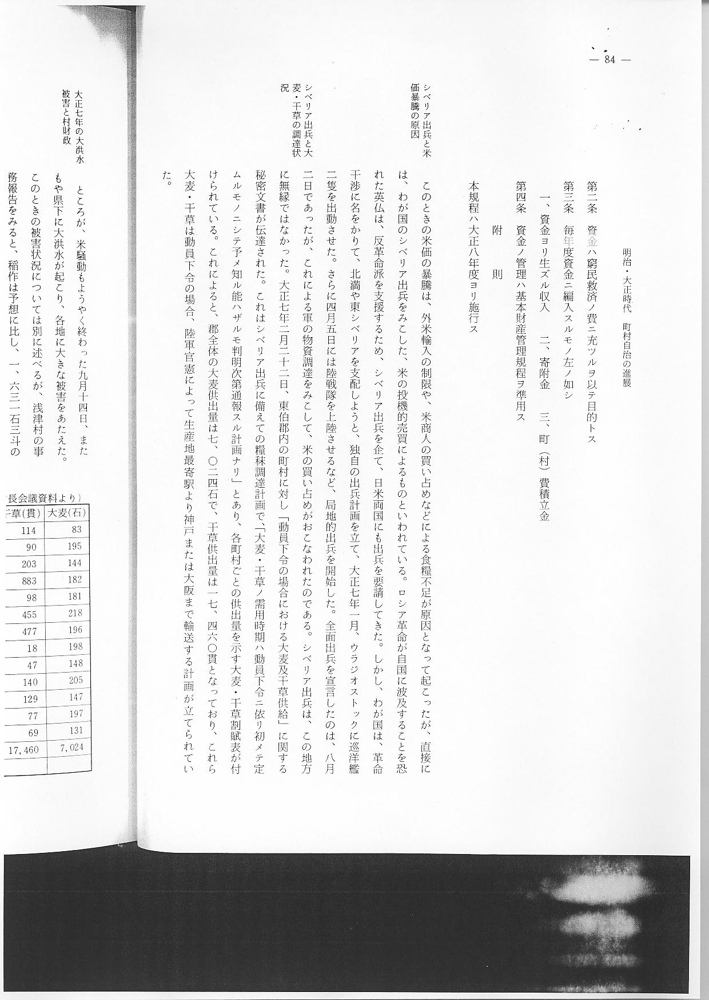 — 84 —
明治・大正時代　町村自治の進展
第二条　資金ハ窮民救済ノ費ニ充ツルヲ以テ目的トス
第三条　毎年度資金ニ編入スルモノ左ノ如シ
一、資金ヨリ生ズル収入　二、寄附金　三、町（村）費積立金
第四条　資金ノ管理ハ基本財産管理規程ヲ準用ス
附　則
本規程ハ大正八年度ヨリ施行ス
シベリア出兵と米
価暴騰の原因
このときの米価の暴騰は、外米輸入の制限や、米商人の買い占めなどによる食糧不足が原因となって起こったが、直接に
は、わが国のシベリア出兵をみこした、米の投機的売買によるものといわれている。ロシア革命が自国に波及することを恐
れた英仏は、反革命派を支援するため、シベリア出兵を企て、日米両国にも出兵を要請してきた。しかし、わが国は、革命
干渉に名をかりて、北満や東シベリアを支配しようと、独自の出兵計画を立て、大正七年一月、ウラジオストックに巡洋艦
二隻を出動させた。さらに四月五日には陸戦隊を上陸させるなど、局地的出兵を開始した。全面出兵を宣言したのは、八月
シベリア出兵と大
麦・干草の調達状
況
二日であったが、これによる軍の物資調達をみこして、米の買い占めがおこなわれたのである。シベリア出兵は、この地方
に無縁ではなかった。大正七年二月二十二日、東伯郡内の町村に対し「動員下令の場合における大麦及干草供給」に関する
秘密文書が伝達された。これはシベリア出兵に備えての糧秣調達計画で、「大麦・干草ノ需用時期ハ動員下令ニ依リ初メテ定
ムルモノニシテ予メ知ル能ハザルモ判明次第通報スル計画ナリ」とあり、各町村ごとの供出量を示す大麦・干草割賦表が付
けられている。これによると、郡全体の大麦供出量は七、〇二四石で、干草供出量は一七、四六〇貫となっており、これら
大麦・干草は動員下令の場合、陸軍官憲によって生産地最寄駅より神戸または大阪まで輸送する計画が立てられてい
た。
大正七年の大洪水
被害と村財政
ところが、米騒動もようやく終わった九月十四日、また
もや県下に大洪水が起こり、各地に大きな被害をあたえた。
このときの被害状況については別に述べるが、浅津村の事
務報告をみると、稲作は予想に比し、一、六三一石三斗の
長会議資料より）
干草(貫)　大麦(石)
114　83
90　195
203　144
883　182
98　181
455　218
477　196
18　198
47　148
140　205
129　147
77　197
69　131
17,460　7,024